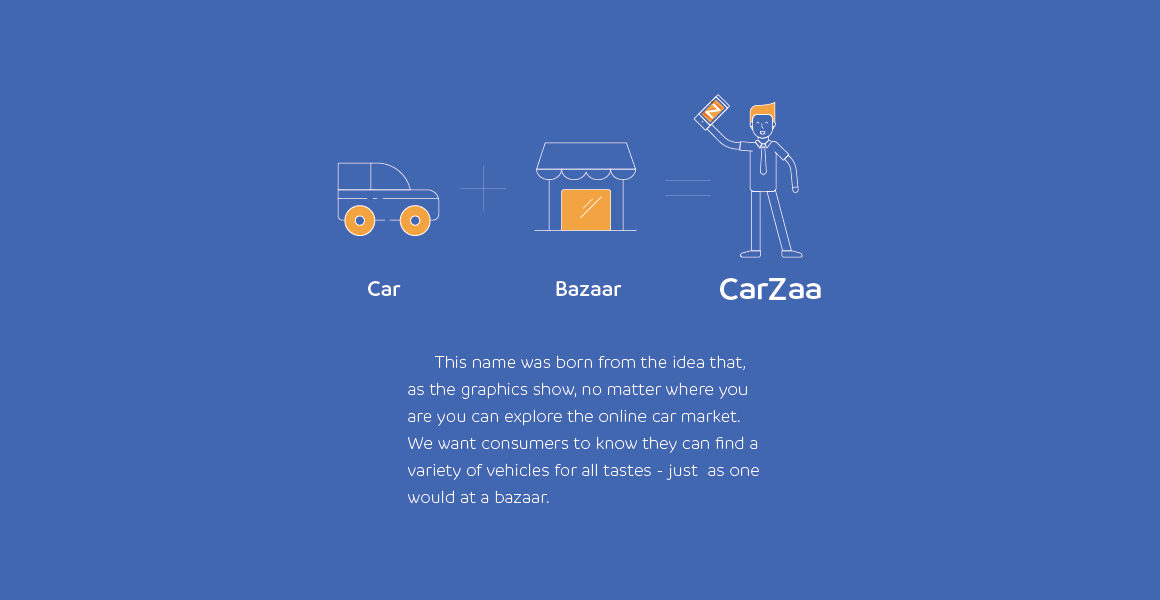 Z
Car
Bazaar
CarZaa
This name was born from the idea that,
as the graphics show, no matter where you
are you can explore the online car market.
We want consumers to know they can find a
variety of vehicles for all tastes - just  as one
would at a bazaar.